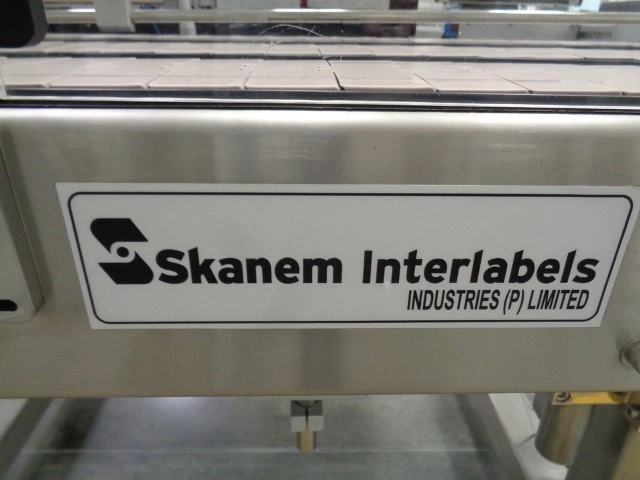 Skanem Interlabels
INDUSTRIES (P) LIMITED